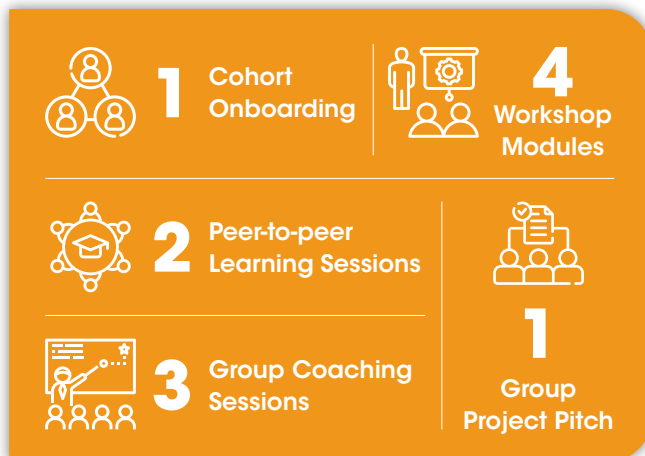 1
Cohort
Onboarding
4
Workshop
Modules
2
Peer-to-peer
Learning Sessions
3
Group Coaching
Sessions
1
Group
Project Pitch